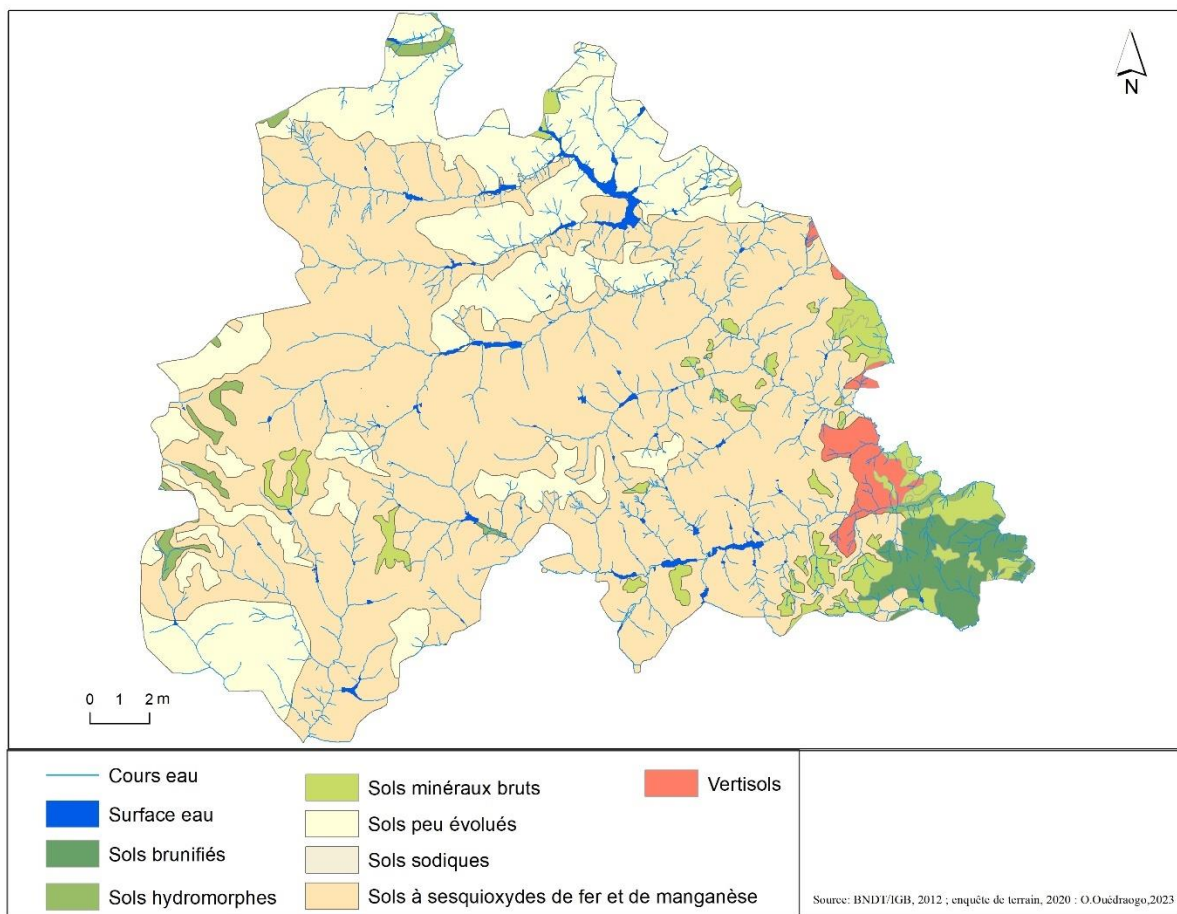 N
0 1 2 m
Cours eau
Surface eau
Sols brunifiés
Sols hydromorphes
Sols minéraux bruts
Sols peu évolués
Sols sodiques
Sols à sesquioxydes de fer et de manganèse
Vertisols
Source: BNDT/IGB, 2012 ; enquête de terrain, 2020 : O.Ouédraogo,2023